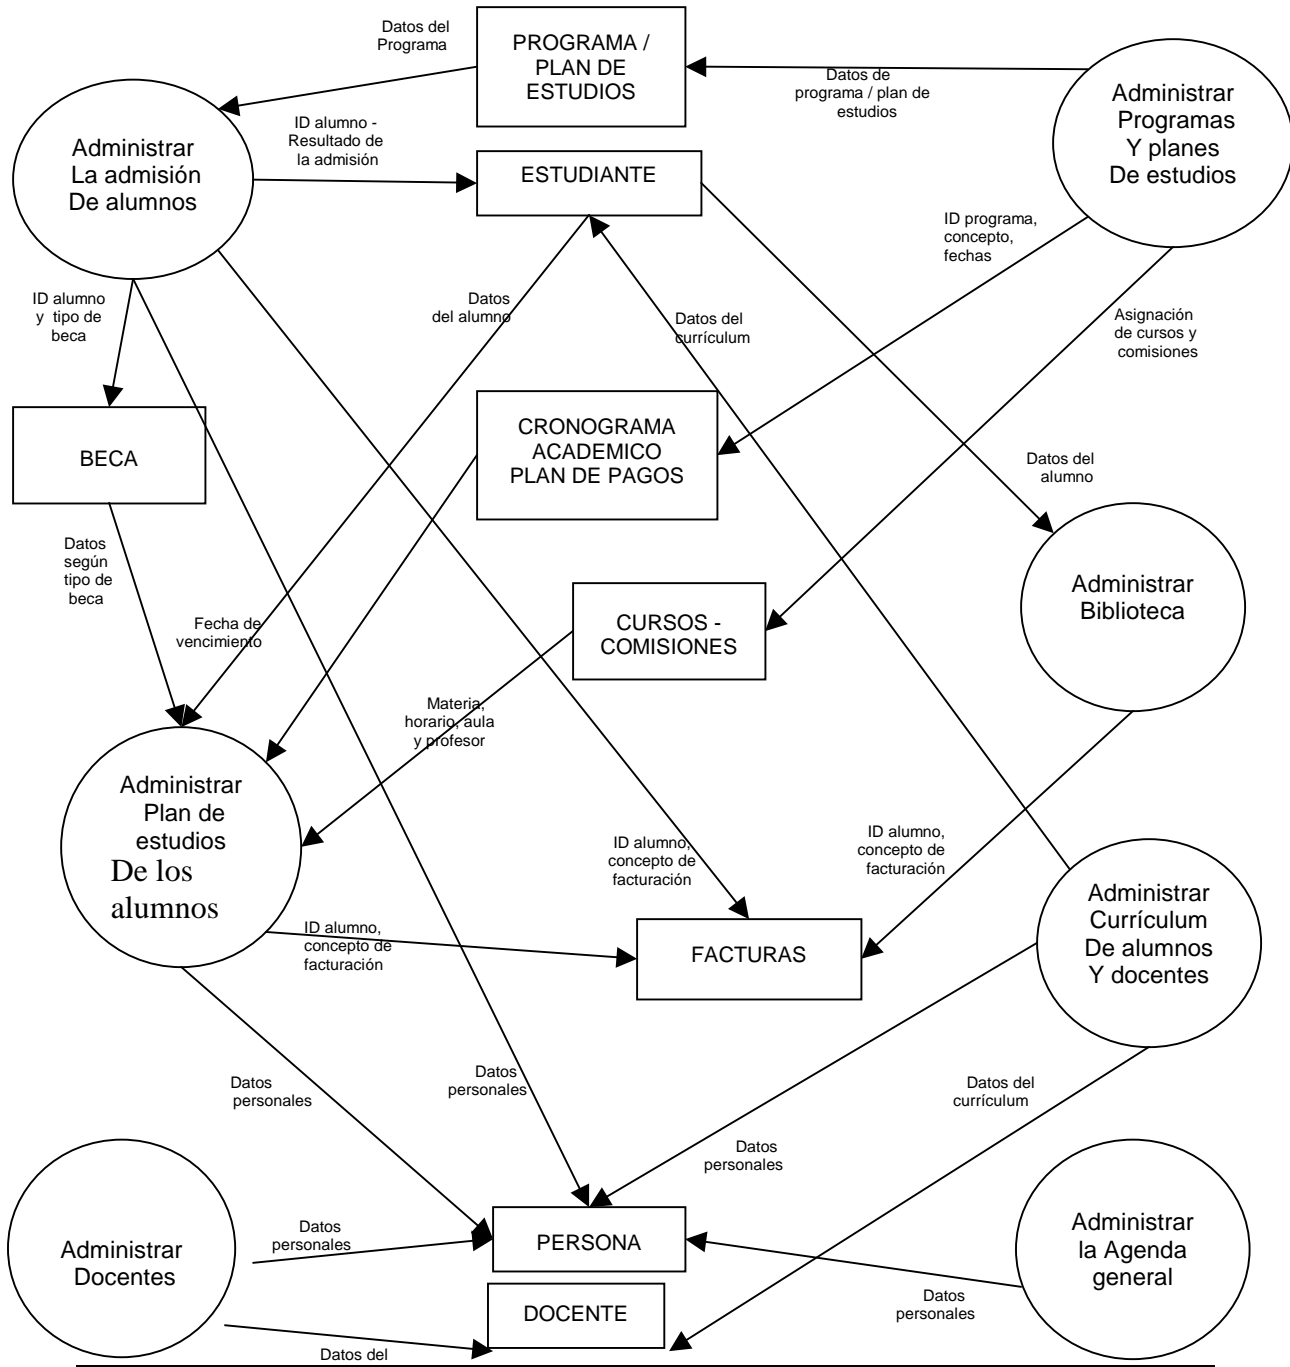 Datos del
Programa
PROGRAMA /
PLAN DE
ESTUDIOS
Datos de
programa / plan de
estudios
Administrar
Programas
Y planes
De estudios
Administrar
La admisión
De alumnos
ID alumno -
Resultado de
la admisión
ESTUDIANTE
ID programa,
concepto,
fechas
ID alumno
y tipo de
beca
Datos
del alumno
Datos del
currículum
Asignación
de cursos y
comisiones
BECA
CRONOGRAMA
ACADEMICO
PLAN DE PAGOS
Datos del
alumno
Datos
según
tipo de
beca
Administrar
Biblioteca
Fecha de
vencimiento
CURSOS -
COMISIONES
Materia,
horario, aula
y profesor
Administrar
Plan de
estudios
De los
alumnos
ID alumno,
concepto de
facturación
ID alumno,
concepto de
facturación
ID alumno,
concepto de
facturación
FACTURAS
Administrar
Currículum
De alumnos
Y docentes
Datos
personales
Datos
personales
Datos del
currículum
Datos
personales
Administrar
Docentes
Datos
personales
PERSONA
Administrar
la Agenda
general
Datos
personales
DOCENTE
Datos del